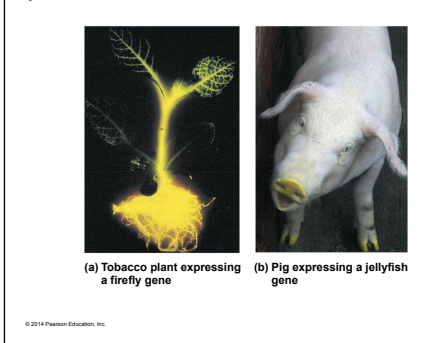 (a) Tobacco plant expressing
a firefly gene
(b) Pig expressing a jellyfish
gene
© 2014 Pearson Education, Inc.